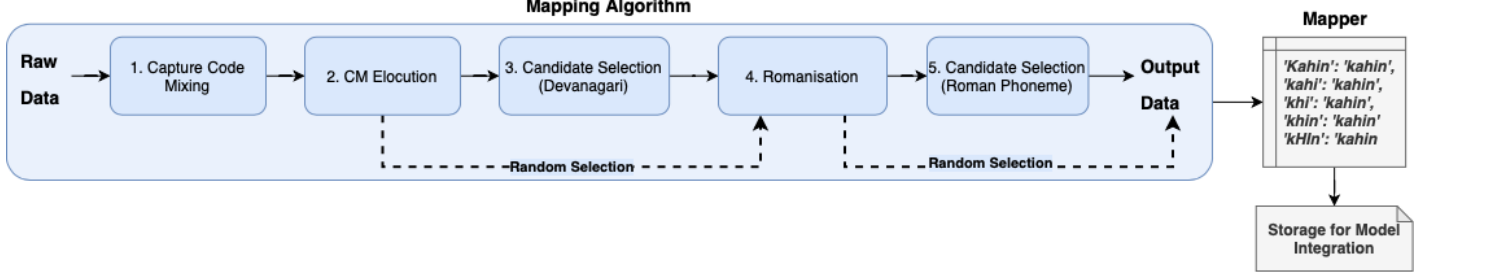 Mapping Algorithm
Raw
Data
1. Capture Code
Mixing
2. CM Elocution
3. Candidate Selection
(Devanagari)
4. Romanisation
5. Candidate Selection
(Roman Phoneme)
Output
Data
Random Selection
Random Selection
Mapper
'Kahin': 'kahin',
'kahi': 'kahin',
'khi': 'kahin',
'khin': 'kahin'
'kHIn': 'kahin
Storage for Model
Integration